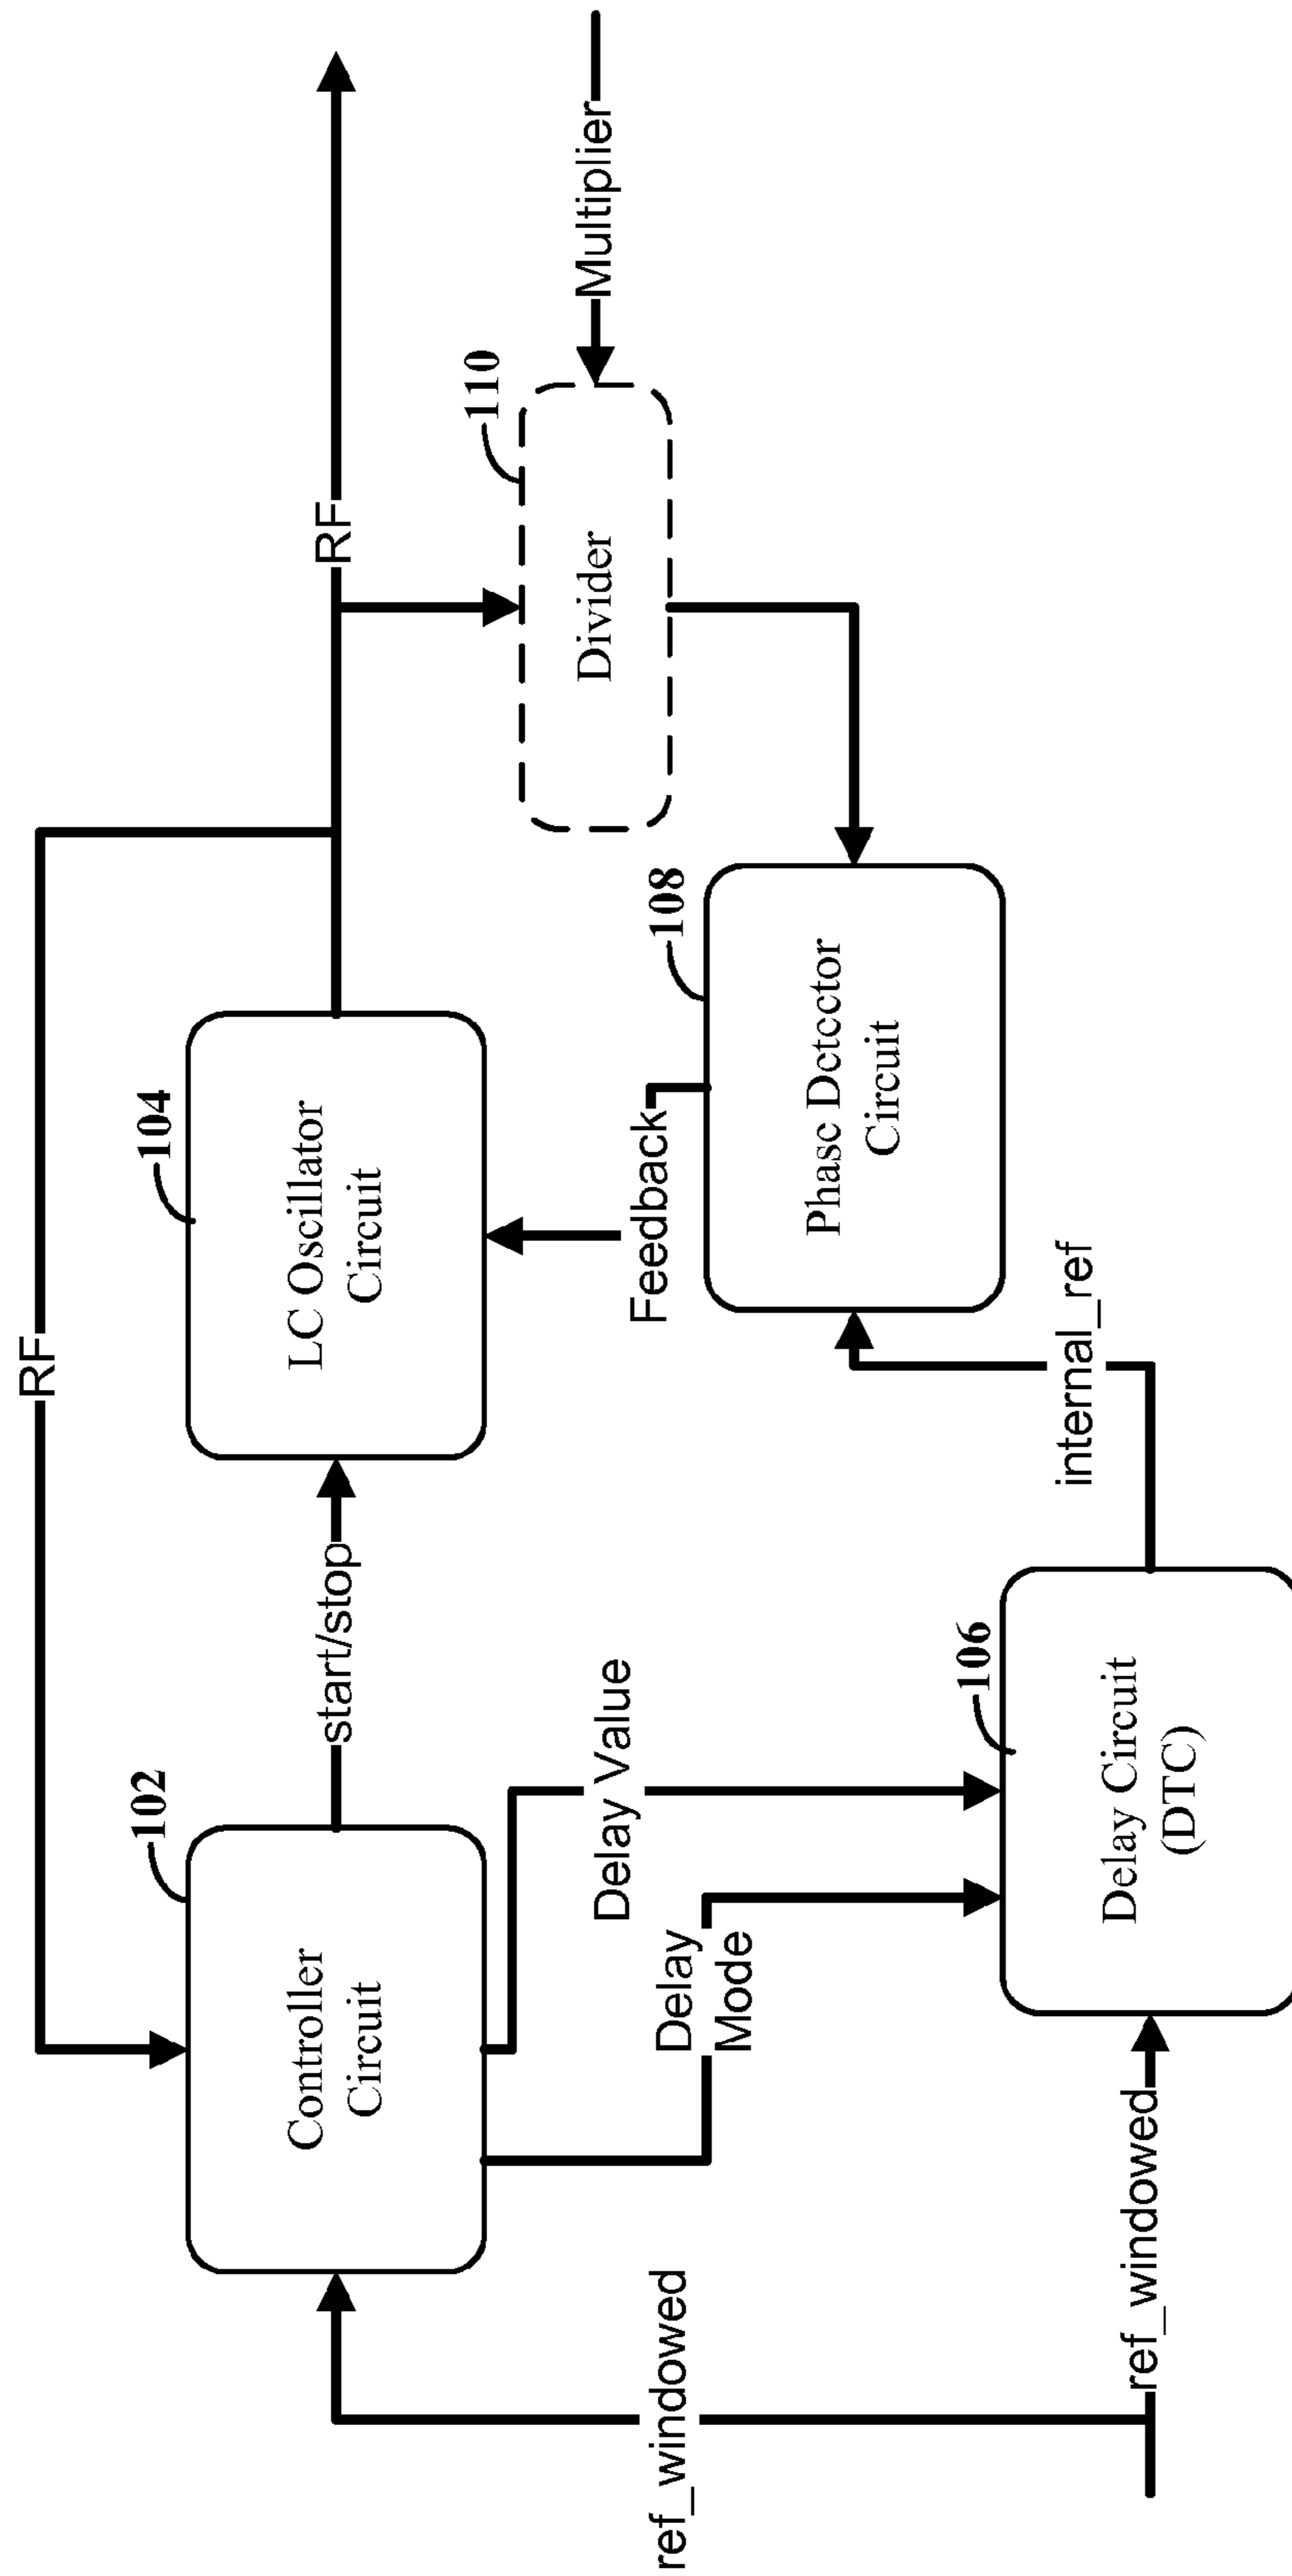 RF
102
Controller
Circuit
start/stop
104
LC Oscillator
Circuit
RF
110
Divider
Multiplier
Delay Value
Delay
Mode
Feedback
108
Phase Detector
Circuit
ref_windowed
106
Delay Circuit
(DTC)
internal_ref
ref_windowed